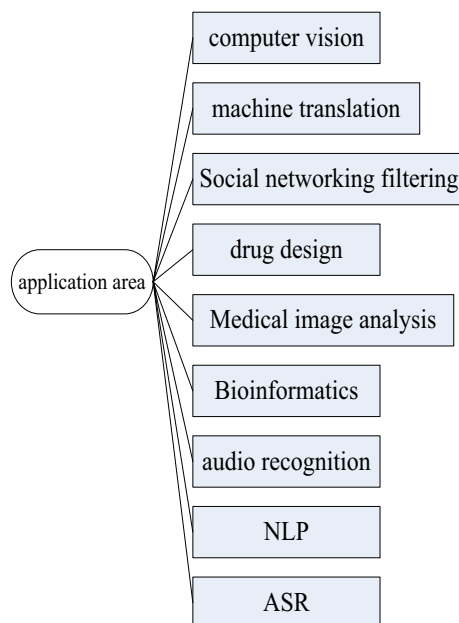 computer vision
machine translation
Social networking filtering
drug design
application area
Medical image analysis
Bioinformatics
audio recognition
NLP
ASR